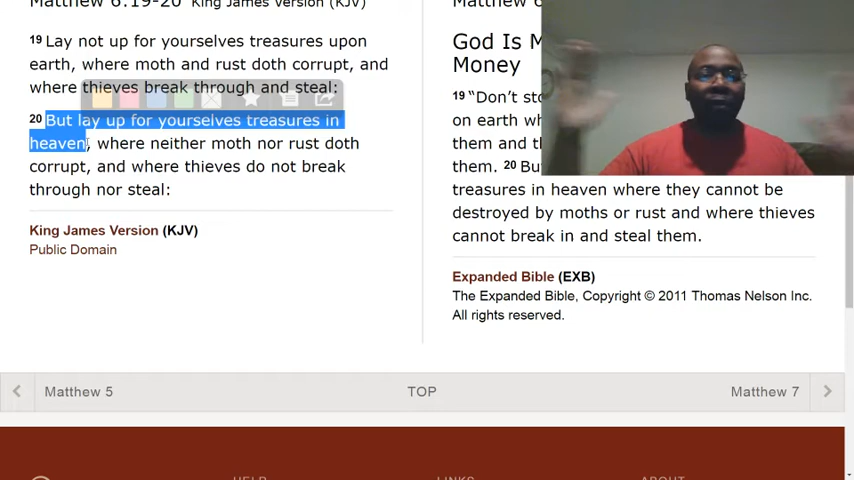 Matthew 6:19-20 King James Version (KJV)
19 Lay not up for yourselves treasures upon
earth, where moth and rust doth corrupt, and
where thieves break through and steal:
20 But lay up for yourselves treasures in
heaven, where neither moth nor rust doth
corrupt, and where thieves do not break
through nor steal:
King James Version (KJV)
Public Domain
Matthew 6
God Is M
Money
19 “Don’t sto
on earth wh
them and th
them. 20 Bu
treasures in heaven where they cannot be
destroyed by moths or rust and where thieves
cannot break in and steal them.
Expanded Bible (EXB)
The Expanded Bible, Copyright © 2011 Thomas Nelson Inc.
All rights reserved.
Matthew 5
TOP
Matthew 7
HELP
LINKS
ABOUT